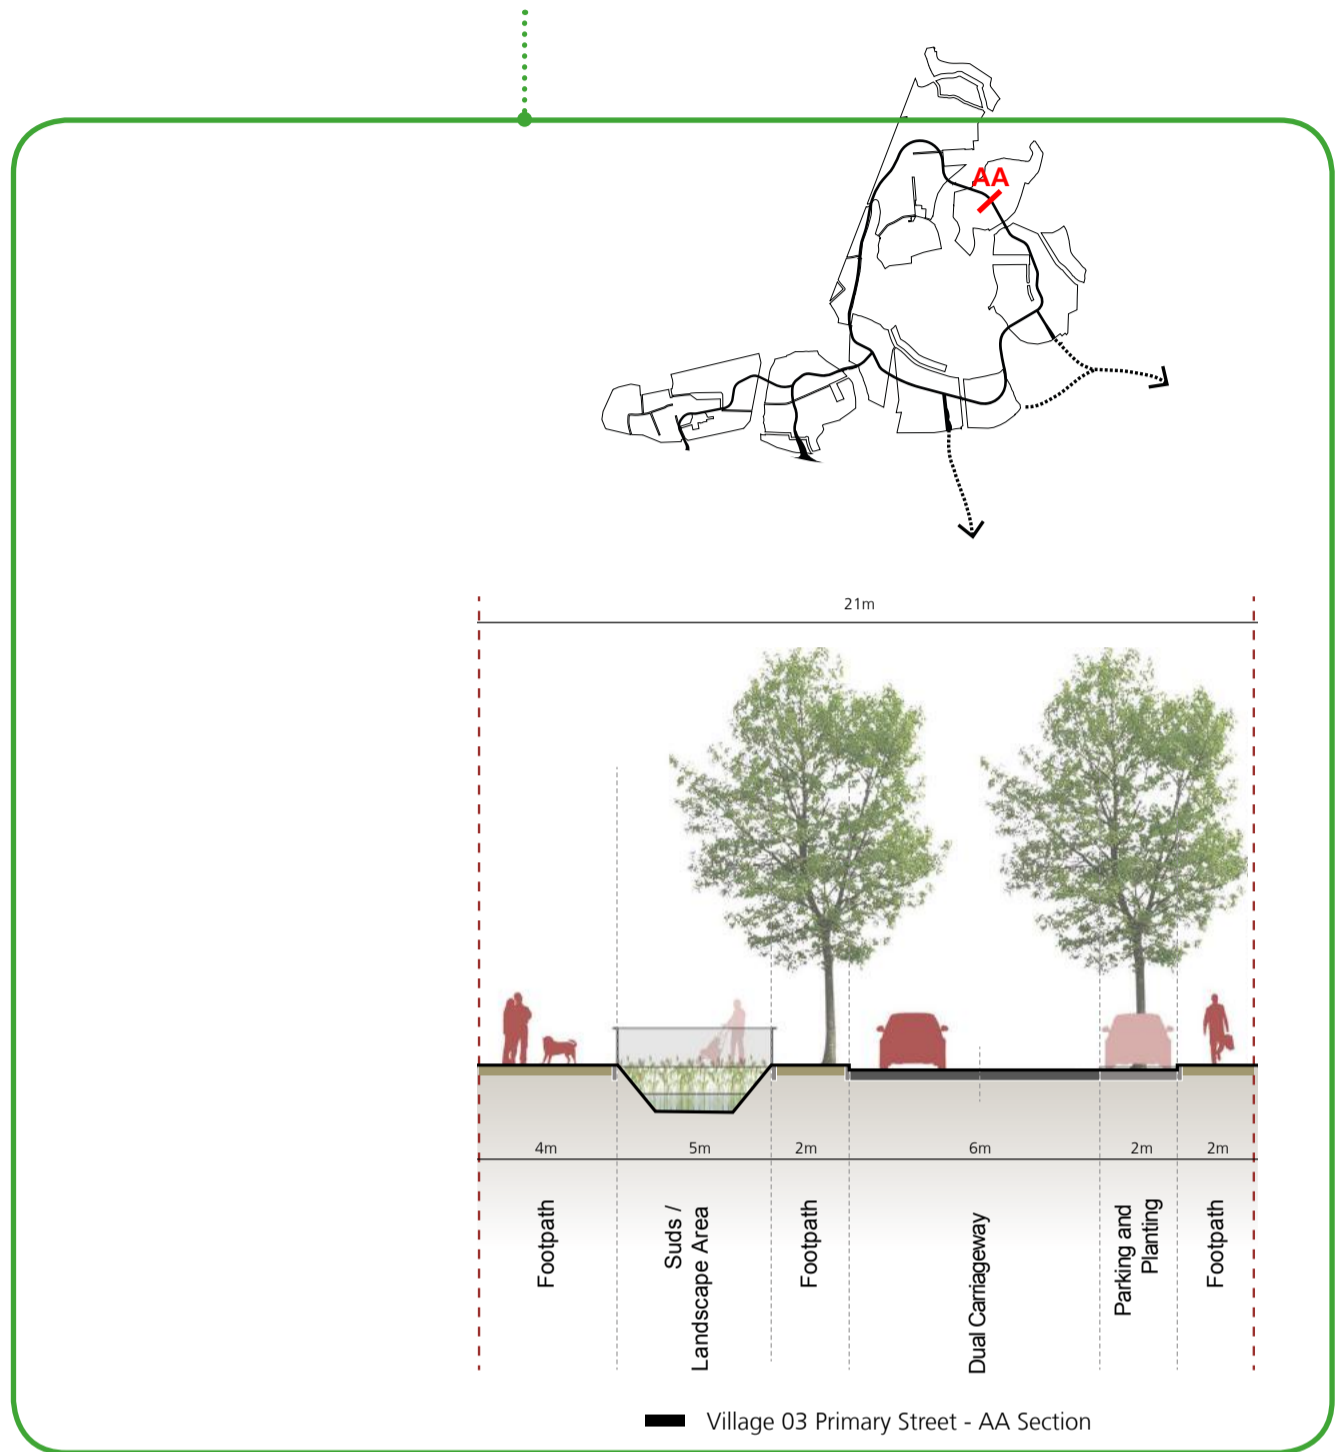 AA
21m
4m
5m
2m
6m
2m
2m
Footpath
Suds /
Landscape Area
Footpath
Dual Carriageway
Parking and
Planting
Footpath
Village 03 Primary Street - AA Section